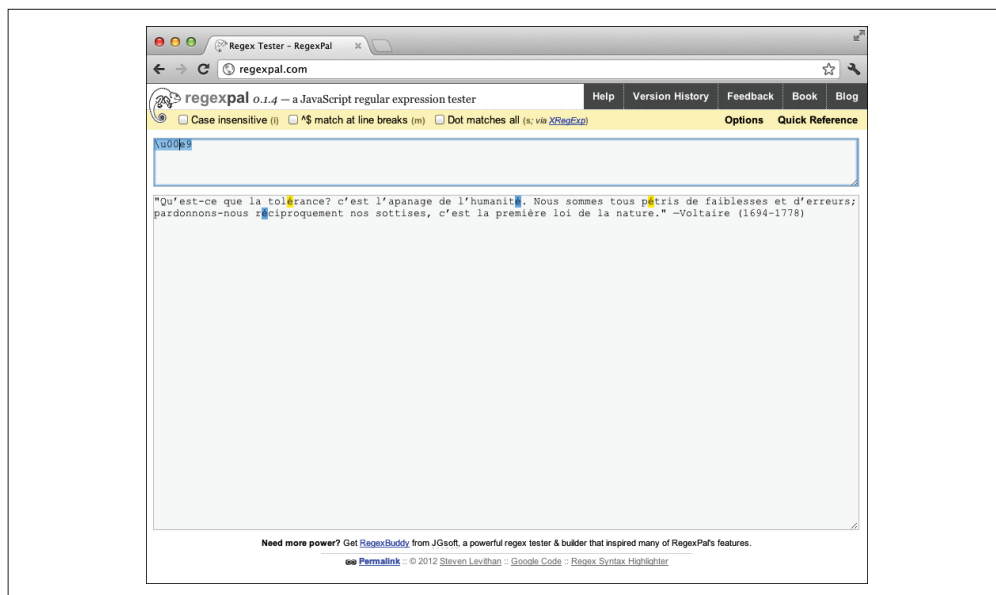 Regex Tester – RegexPal
regexpal.com
regexpal 0.1.4 — a JavaScript regular expression tester
Help Version History Feedback Book Blog
Case insensitive (i) ^$ match at line breaks (m) Dot matches all (s; via XRegExp)
Options Quick Reference
\u00e9
"Qu’est-ce que la tolérance? c’est l’apanage de l’humanité. Nous sommes tous pétris de faiblesses et d’erreurs;
pardonnons-nous réciproquement nos sottises, c’est la première loi de la nature." —Voltaire (1694-1778)
Need more power? Get RegexBuddy from JGsoft, a powerful regex tester & builder that inspired many of RegexPal's features.
Permalink :: © 2012 Steven Levithan :: Google Code :: Regex Syntax Highlighter